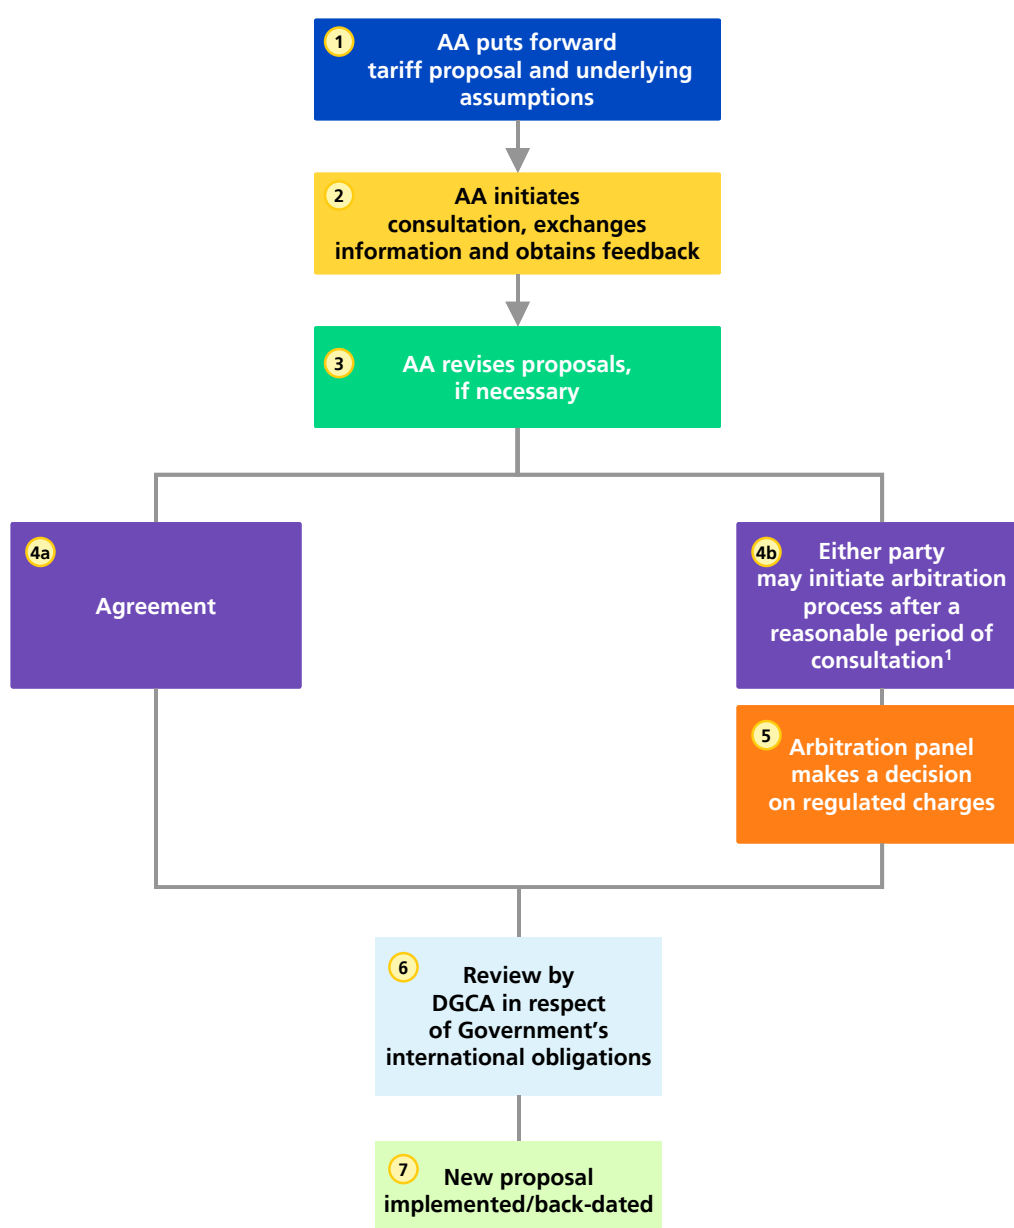 1
AA puts forward
tariff proposal and underlying
assumptions
2
AA initiates
consultation, exchanges
information and obtains feedback
3
AA revises proposals,
if necessary
4a
Agreement
4b
Either party
may initiate arbitration
process after a
reasonable period of
consultation¹
5
Arbitration panel
makes a decision
on regulated charges
6
Review by
DGCA in respect
of Government’s
international obligations
7
New proposal
implemented/back-dated